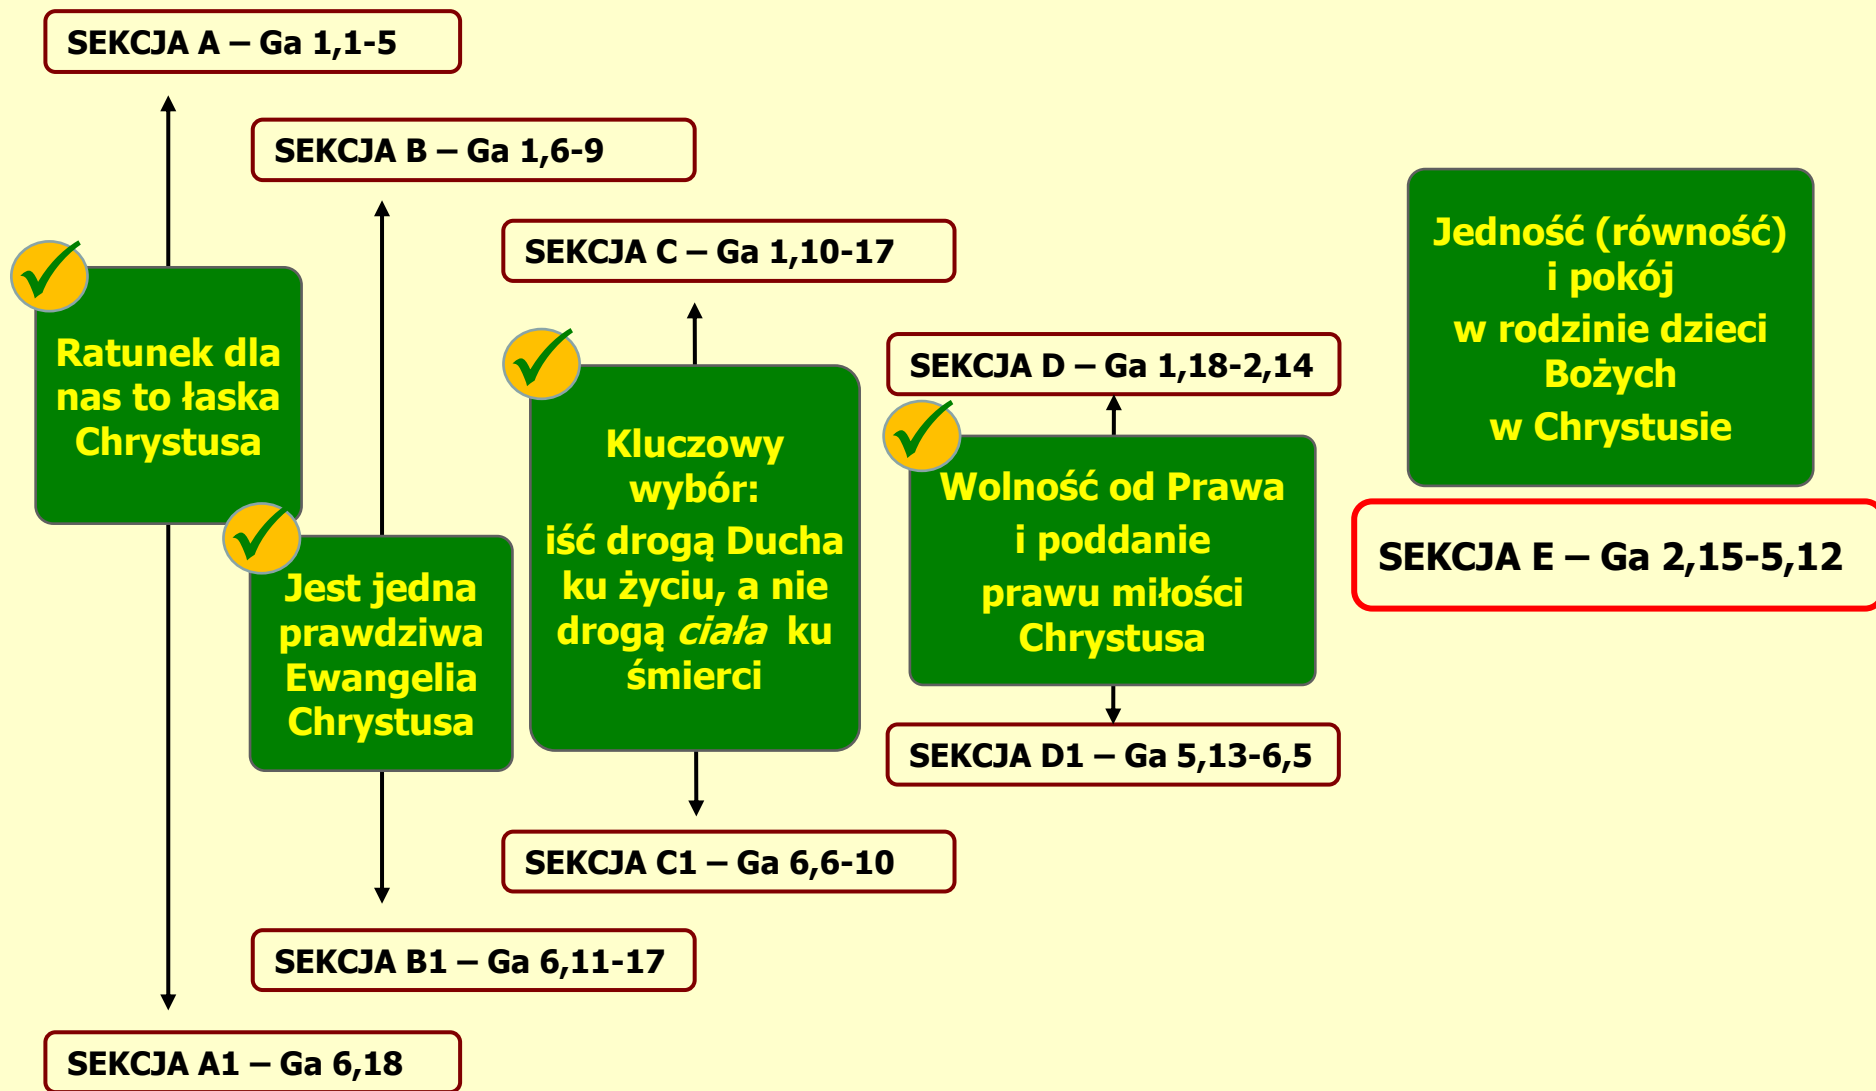 SEKCJA A – Ga 1,1-5
SEKCJA B – Ga 1,6-9
SEKCJA C – Ga 1,10-17
SEKCJA D – Ga 1,18-2,14
Ratunek dla
nas to łaska
Chrystusa
Jest jedna
prawdziwa
Ewangelia
Chrystusa
Kluczowy
wybór:
iść drogą Ducha
ku życiu, a nie
drogą ciała ku
śmierci
Wolność od Prawa
i poddanie
prawu miłości
Chrystusa
Jedność (równość)
i pokój
w rodzinie dzieci
Bożych
w Chrystusie
SEKCJA E – Ga 2,15-5,12
SEKCJA D1 – Ga 5,13-6,5
SEKCJA C1 – Ga 6,6-10
SEKCJA B1 – Ga 6,11-17
SEKCJA A1 – Ga 6,18